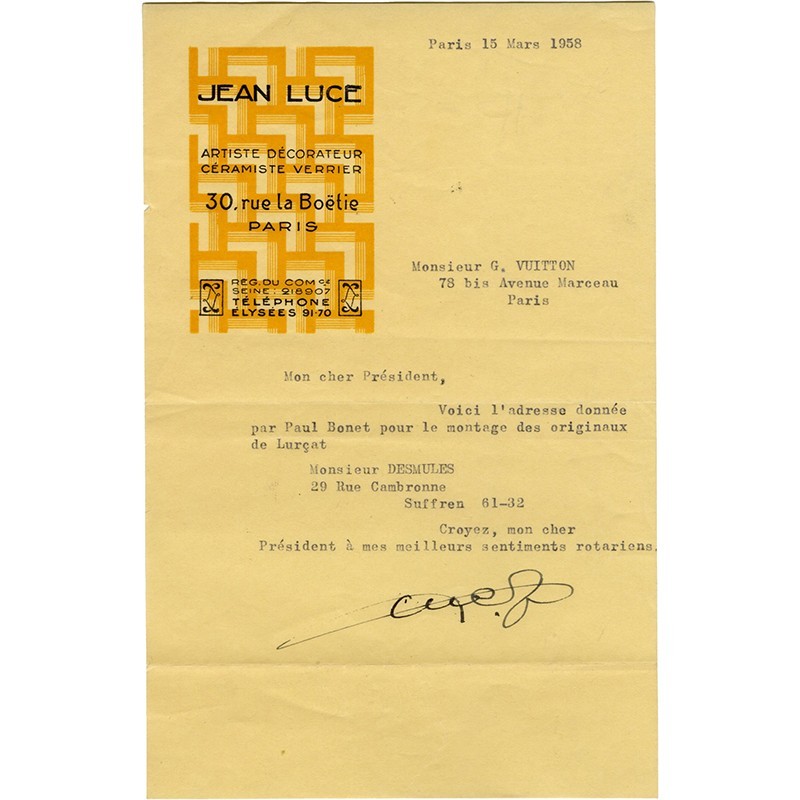 Paris 15 Mars 1958
JEAN LUCE
ARTISTE DÉCORATEUR
CÉRAMISTE VERRIER
30, rue la Boëtie
PARIS
REG. DU COM ce
SEINE : 218907
TÉLÉPHONE
ELYSÉES 91-70
Monsieur G. VUITTON
78 bis Avenue Marceau
Paris
Mon cher Président,
Voici l'adresse donnée
par Paul Bonet pour le montage des originaux
de Lurçat
Monsieur DESMULES
29 Rue Cambronne
Suffren 61-32
Croyez, mon cher
Président à mes meilleurs sentiments rotariens.